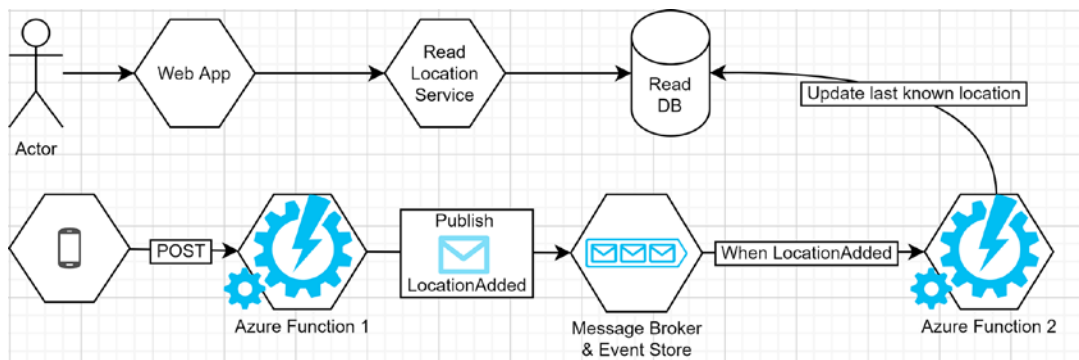 Web App
Read
Location
Service
Read
DB
Update last known location
Actor
POST
Publish
LocationAdded
When LocationAdded
Azure Function 1
Message Broker
& Event Store
Azure Function 2